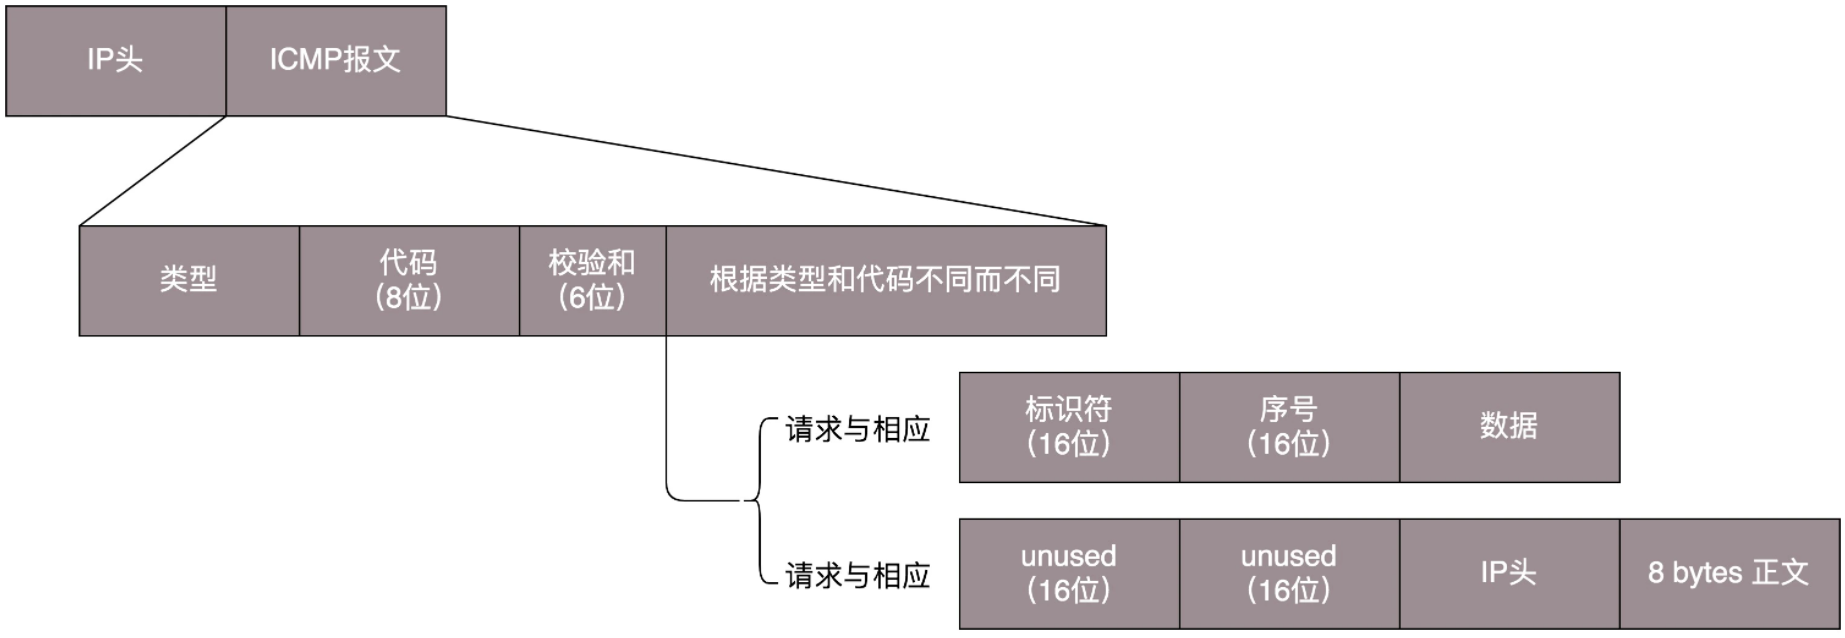 IP头
ICMP报文
类型
代码
（8位）
校验和
（6位）
根据类型和代码不同而不同
请求与相应
标识符
（16位）
序号
（16位）
数据
请求与相应
unused
（16位）
unused
（16位）
IP头
8 bytes 正文